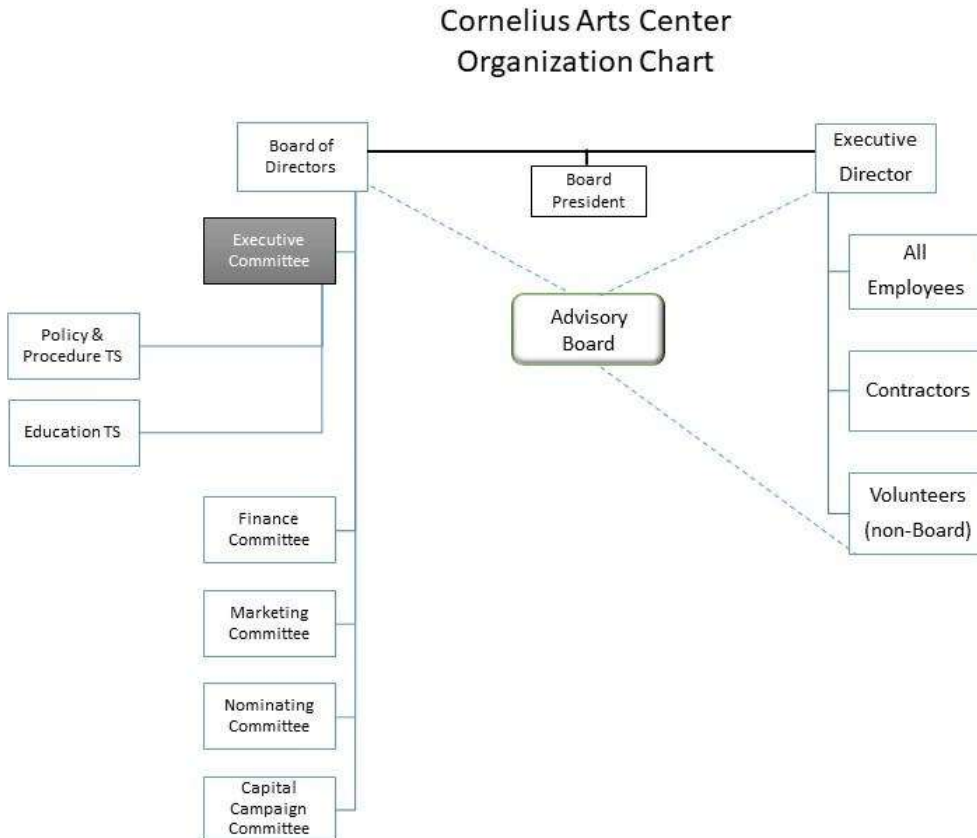 Cornelius Arts Center
Organization Chart
Board of
Directors
Executive
Director
Board
President
Executive
Committee
All
Employees
Advisory
Board
Policy &
Procedure TS
Contractors
Education TS
Volunteers
(non-Board)
Finance
Committee
Marketing
Committee
Nominating
Committee
Capital
Campaign
Committee